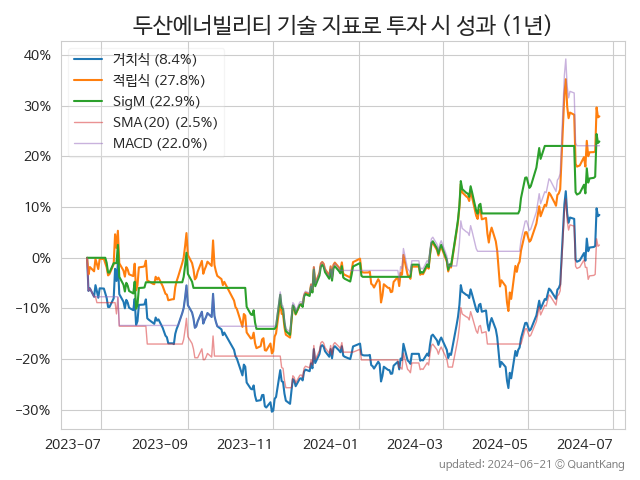 두산에너빌리티 기술 지표로 투자 시 성과 (1년)
거치식 (8.4%)
적립식 (27.8%)
SigM (22.9%)
SMA(20) (2.5%)
MACD (22.0%)
40%
30%
20%
10%
0%
−10%
−20%
−30%
2023-07 2023-09 2023-11 2024-01 2024-03 2024-05 2024-07
updated: 2024-06-21 ⓒ QuantKang